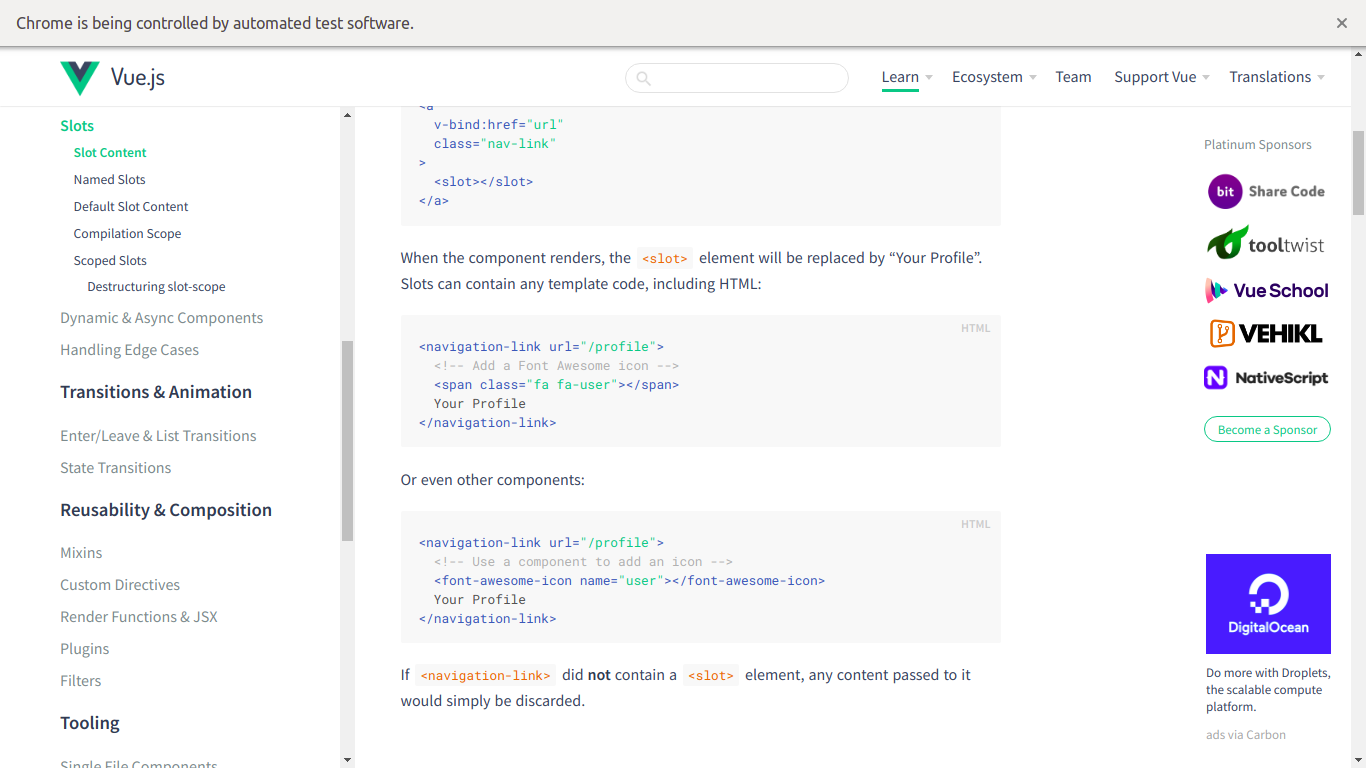 Chrome is being controlled by automated test software.
Vue.js
Learn
Ecosystem
Team
Support Vue
Translations
Slots
Slot Content
Named Slots
Default Slot Content
Compilation Scope
Scoped Slots
Destructuring slot-scope
Dynamic & Async Components
Handling Edge Cases
Transitions & Animation
Enter/Leave & List Transitions
State Transitions
Reusability & Composition
Mixins
Custom Directives
Render Functions & JSX
Plugins
Filters
Tooling
Single File Components
<a
v-bind:href="url"
class="nav-link"
>
<slot></slot>
</a>
When the component renders, the <slot> element will be replaced by “Your Profile”.
Slots can contain any template code, including HTML:
HTML
<navigation-link url="/profile">
<!-- Add a Font Awesome icon -->
<span class="fa fa-user"></span>
Your Profile
</navigation-link>
Or even other components:
HTML
<navigation-link url="/profile">
<!-- Use a component to add an icon -->
<font-awesome-icon name="user"></font-awesome-icon>
Your Profile
</navigation-link>
If <navigation-link> did not contain a <slot> element, any content passed to it
would simply be discarded.
Platinum Sponsors
bit Share Code
tooltwist
Vue School
VEHIKL
NativeScript
Become a Sponsor
DigitalOcean
Do more with Droplets,
the scalable compute
platform.
ads via Carbon